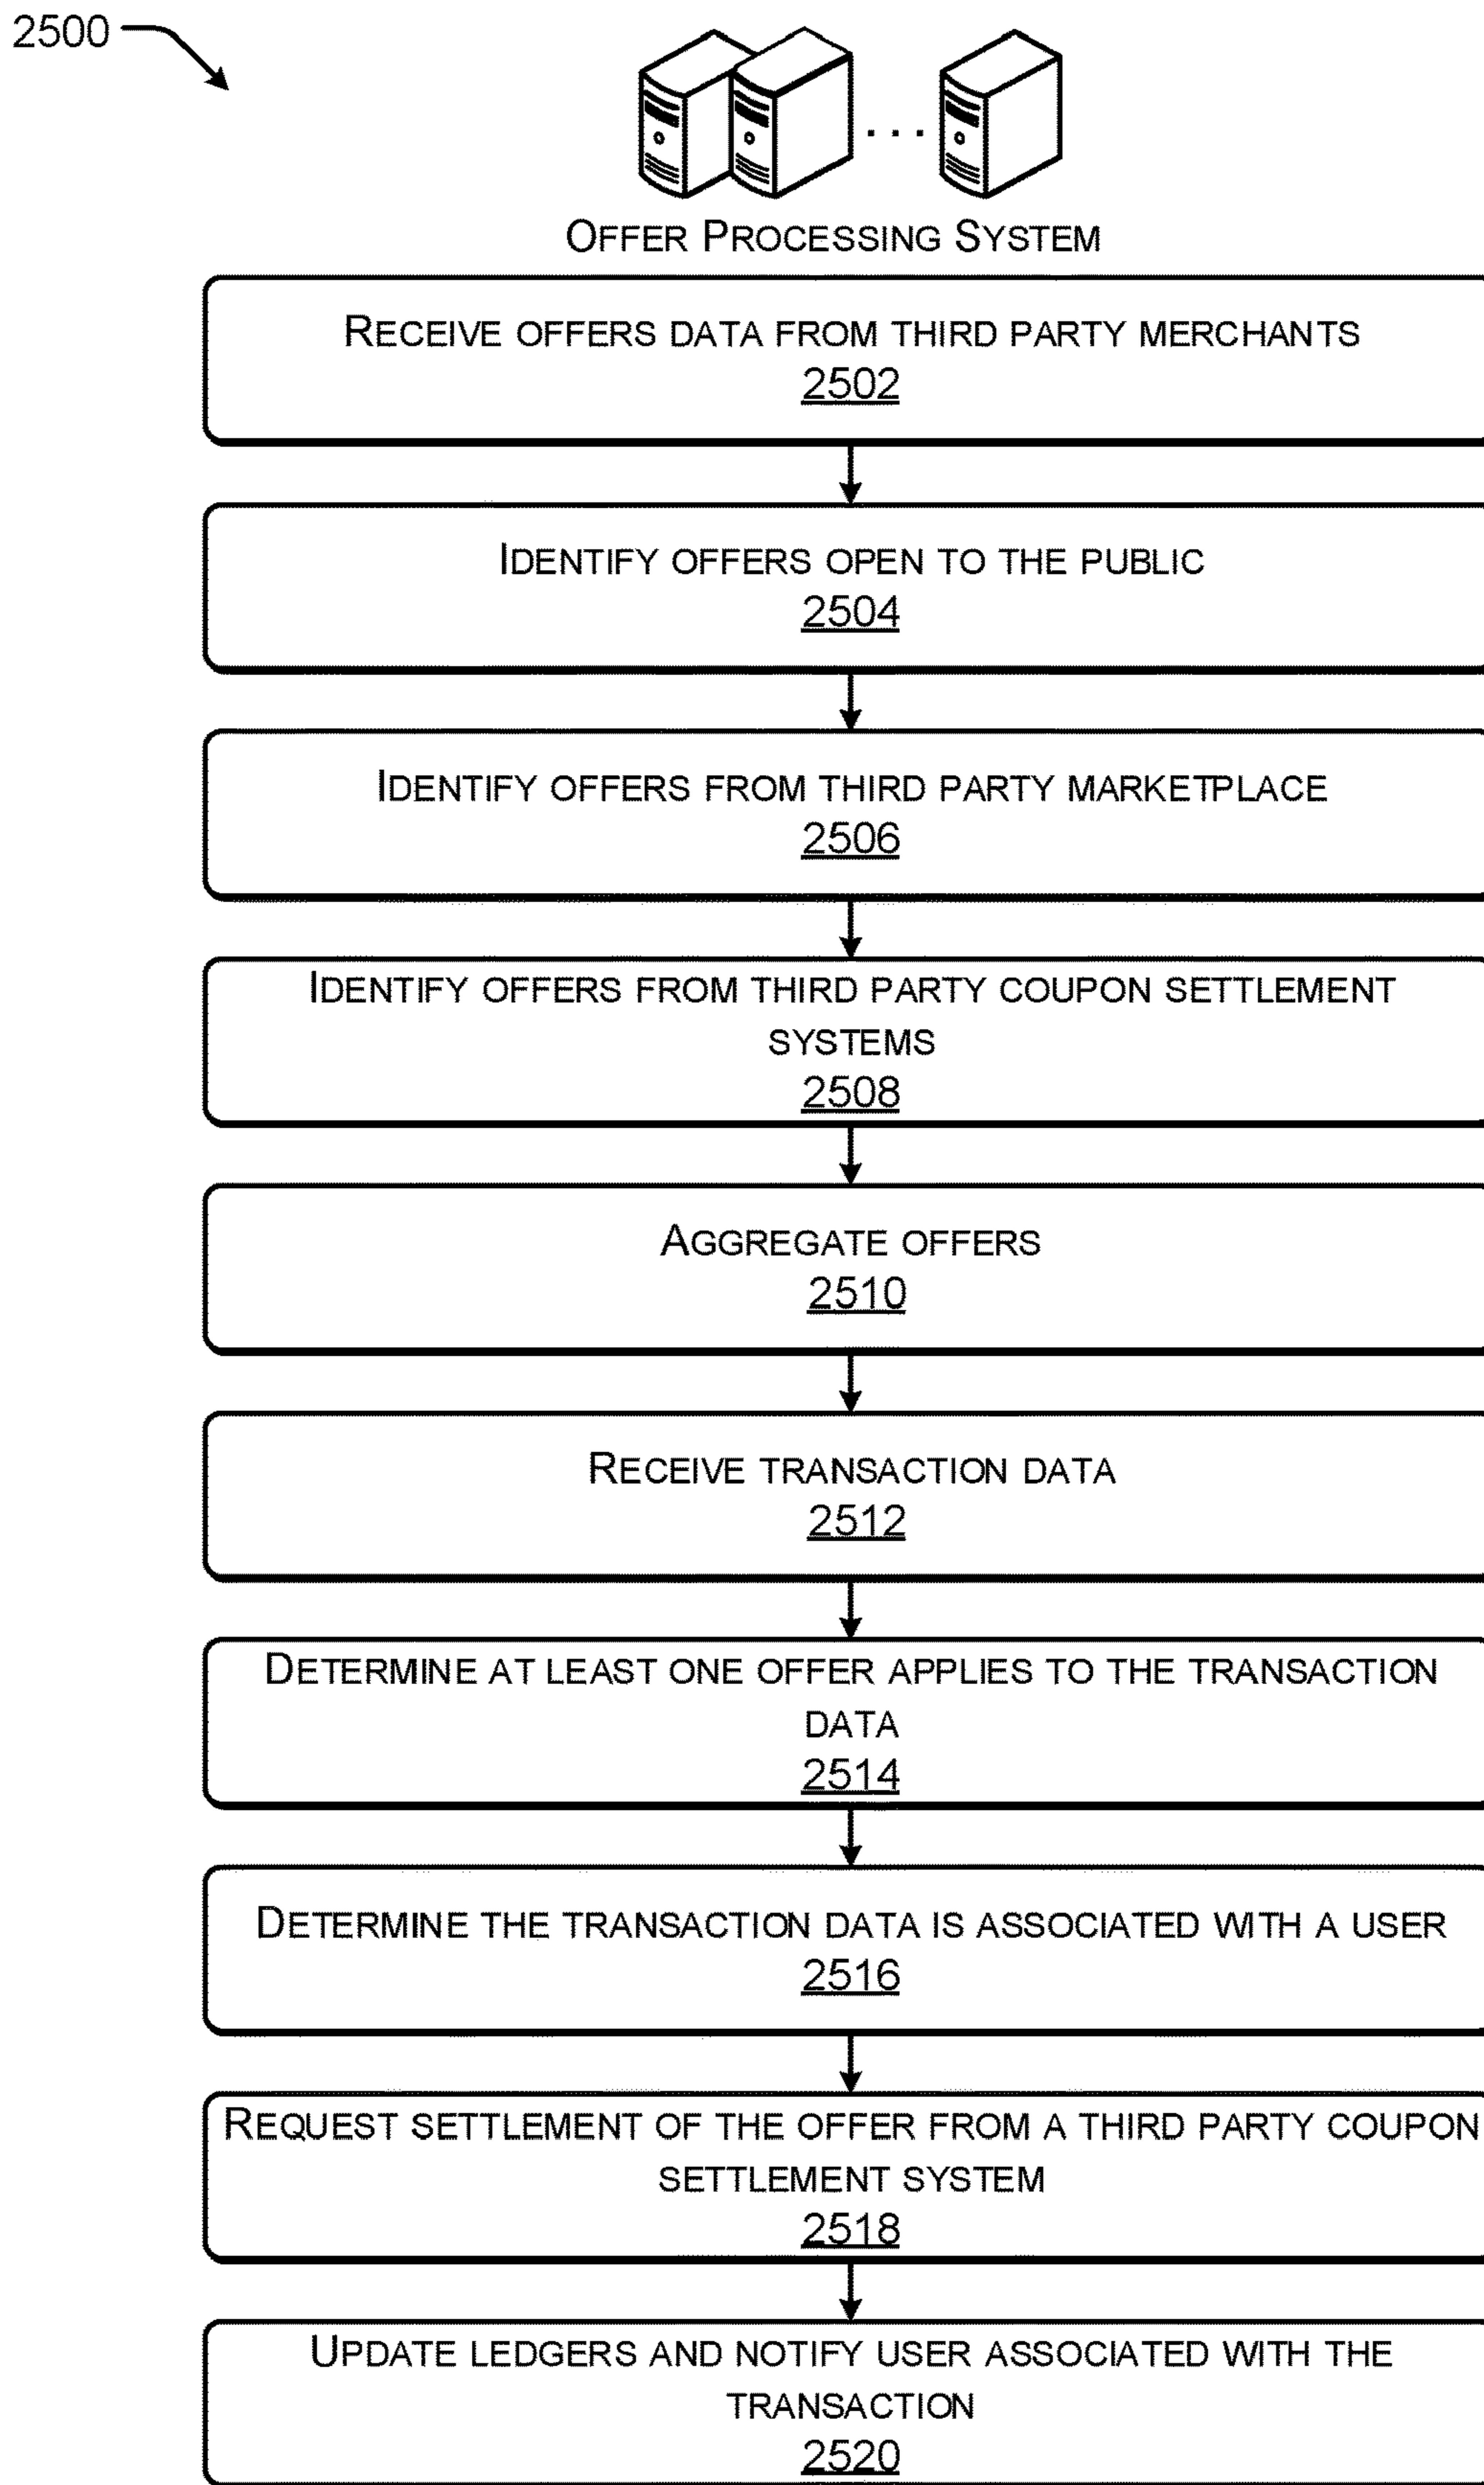 2500
OFFER PROCESSING SYSTEM
RECEIVE OFFERS DATA FROM THIRD PARTY MERCHANTS
2502
IDENTIFY OFFERS OPEN TO THE PUBLIC
2504
IDENTIFY OFFERS FROM THIRD PARTY MARKETPLACE
2506
IDENTIFY OFFERS FROM THIRD PARTY COUPON SETTLEMENT
SYSTEMS
2508
AGGREGATE OFFERS
2510
RECEIVE TRANSACTION DATA
2512
DETERMINE AT LEAST ONE OFFER APPLIES TO THE TRANSACTION
DATA
2514
DETERMINE THE TRANSACTION DATA IS ASSOCIATED WITH A USER
2516
REQUEST SETTLEMENT OF THE OFFER FROM A THIRD PARTY COUPON
SETTLEMENT SYSTEM
2518
UPDATE LEDGERS AND NOTIFY USER ASSOCIATED WITH THE
TRANSACTION
2520